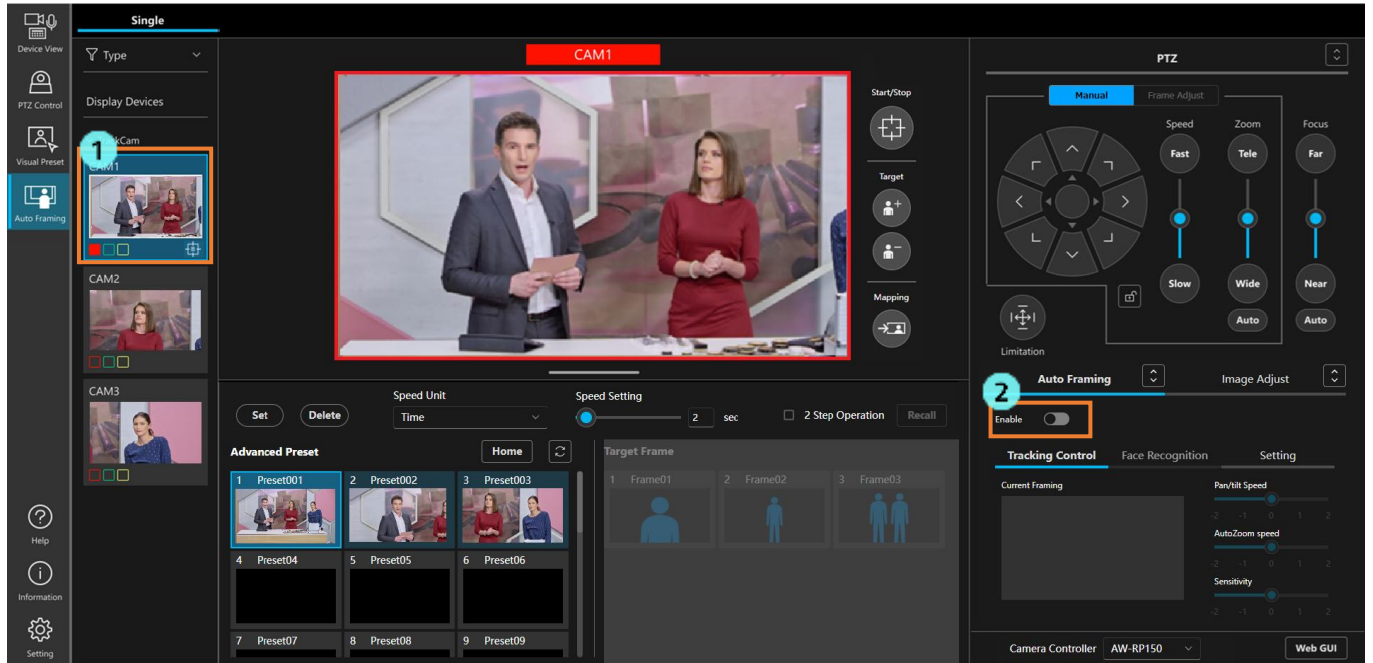 Single
Device View
PTZ Control
Visual Preset
Auto Framing
Help
Information
Setting
Type
Display Devices
1
CAM1
CAM2
CAM3
CAM1
Start/Stop
Target
Mapping
Set
Delete
Speed Unit
Time
Speed Setting
2 sec
2 Step Operation
Recall
Advanced Preset
Home
1 Preset001
2 Preset002
3 Preset003
4 Preset04
5 Preset05
6 Preset06
7 Preset07
8 Preset08
9 Preset09
Target Frame
1 Frame01
2 Frame02
3 Frame03
PTZ
Manual
Frame Adjust
Speed
Zoom
Focus
Fast
Tele
Far
Slow
Wide
Near
Auto
Auto
Limitation
Auto Framing
Image Adjust
2
Enable
Tracking Control
Face Recognition
Setting
Current Framing
Pan/tilt Speed
-2 -1 0 1 2
AutoZoom speed
-2 -1 0 1 2
Sensitivity
-2 -1 0 1 2
Camera Controller
AW-RP150
Web GUI